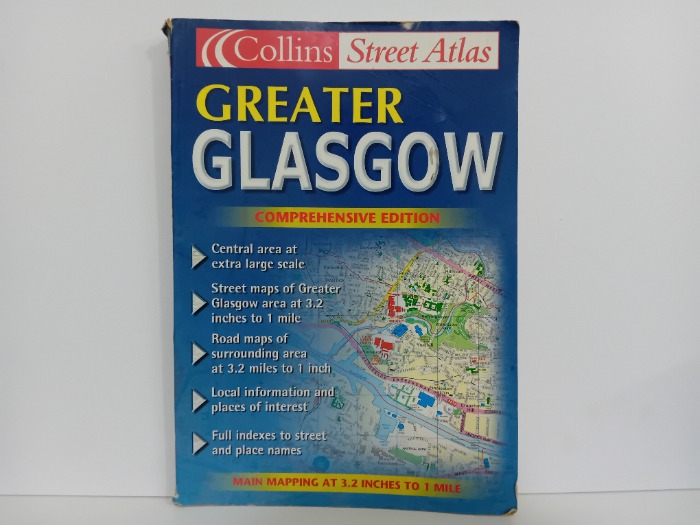 Collins Street Atlas
GREATER
GLASGOW
COMPREHENSIVE EDITION
Central area at
extra large scale
Street maps of Greater
Glasgow area at 3.2
inches to 1 mile
Road maps of
surrounding area
at 3.2 miles to 1 inch
Local information and
places of interest
Full indexes to street
and place names
MAIN MAPPING AT 3.2 INCHES TO 1 MILE